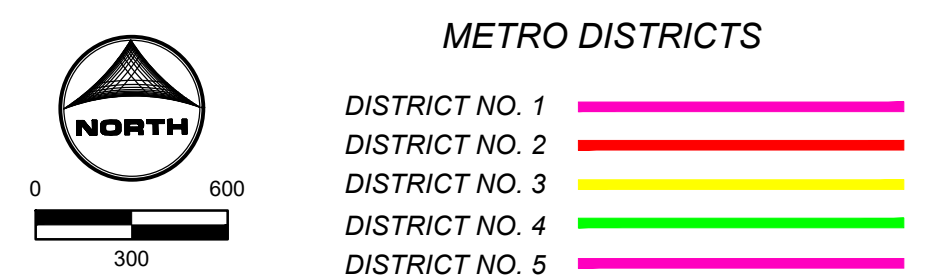 METRO DISTRICTS
NORTH
0 600
300
DISTRICT NO. 1
DISTRICT NO. 2
DISTRICT NO. 3
DISTRICT NO. 4
DISTRICT NO. 5